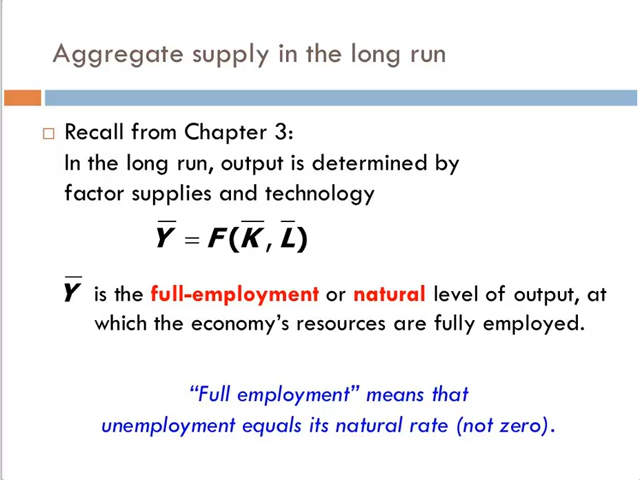 Aggregate supply in the long run
Recall from Chapter 3:
In the long run, output is determined by
factor supplies and technology
Y̅ = F(K̅, L̅)
Y̅ is the full-employment or natural level of output, at
which the economy’s resources are fully employed.
“Full employment” means that
unemployment equals its natural rate (not zero).